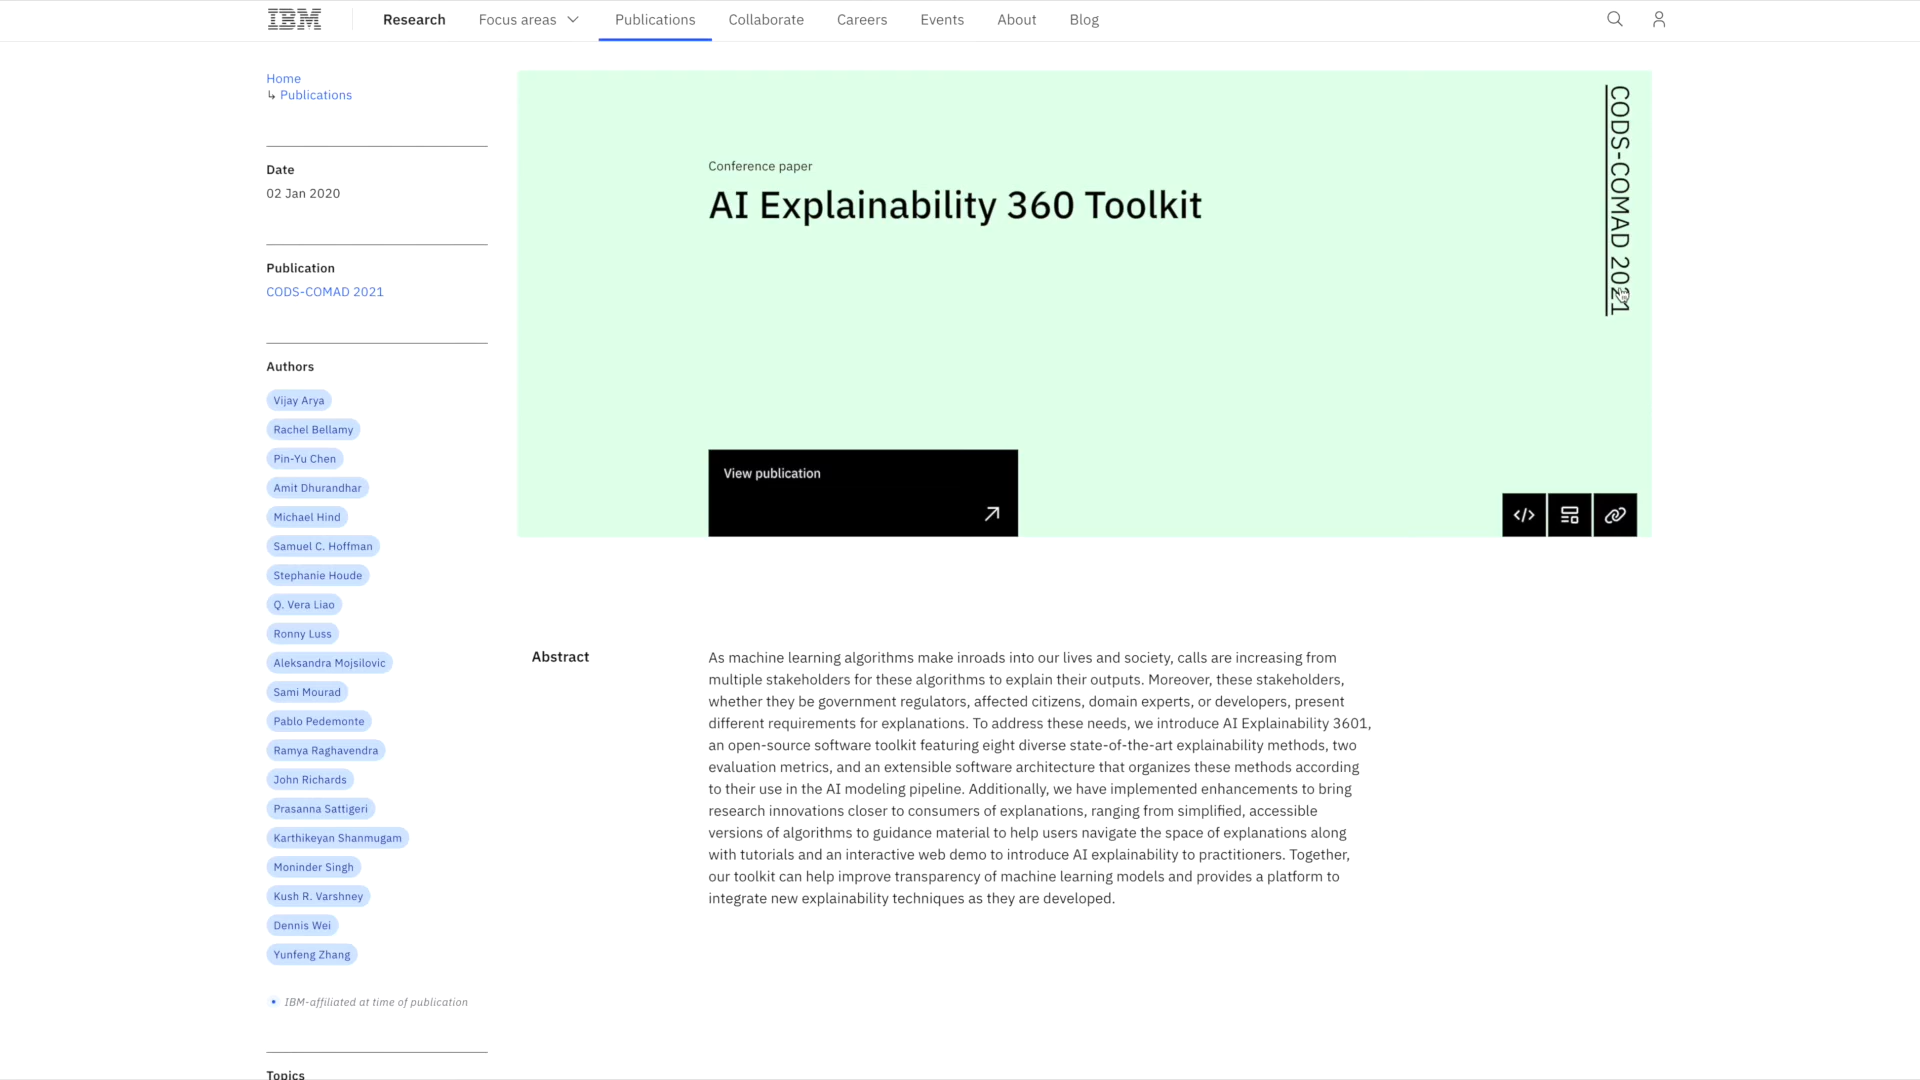 IBM
Research
Focus areas
Publications
Collaborate
Careers
Events
About
Blog
Home
↳ Publications
Date
02 Jan 2020
Publication
CODS-COMAD 2021
Authors
Vijay Arya
Rachel Bellamy
Pin-Yu Chen
Amit Dhurandhar
Michael Hind
Samuel C. Hoffman
Stephanie Houde
Q. Vera Liao
Ronny Luss
Aleksandra Mojsilovic
Sami Mourad
Pablo Pedemonte
Ramya Raghavendra
John Richards
Prasanna Sattigeri
Karthikeyan Shanmugam
Moninder Singh
Kush R. Varshney
Dennis Wei
Yunfeng Zhang
IBM-affiliated at time of publication
Topics
Conference paper
AI Explainability 360 Toolkit
CODS-COMAD 2021
View publication
Abstract
As machine learning algorithms make inroads into our lives and society, calls are increasing from
multiple stakeholders for these algorithms to explain their outputs. Moreover, these stakeholders,
whether they be government regulators, affected citizens, domain experts, or developers, present
different requirements for explanations. To address these needs, we introduce AI Explainability 3601,
an open-source software toolkit featuring eight diverse state-of-the-art explainability methods, two
evaluation metrics, and an extensible software architecture that organizes these methods according
to their use in the AI modeling pipeline. Additionally, we have implemented enhancements to bring
research innovations closer to consumers of explanations, ranging from simplified, accessible
versions of algorithms to guidance material to help users navigate the space of explanations along
with tutorials and an interactive web demo to introduce AI explainability to practitioners. Together,
our toolkit can help improve transparency of machine learning models and provides a platform to
integrate new explainability techniques as they are developed.